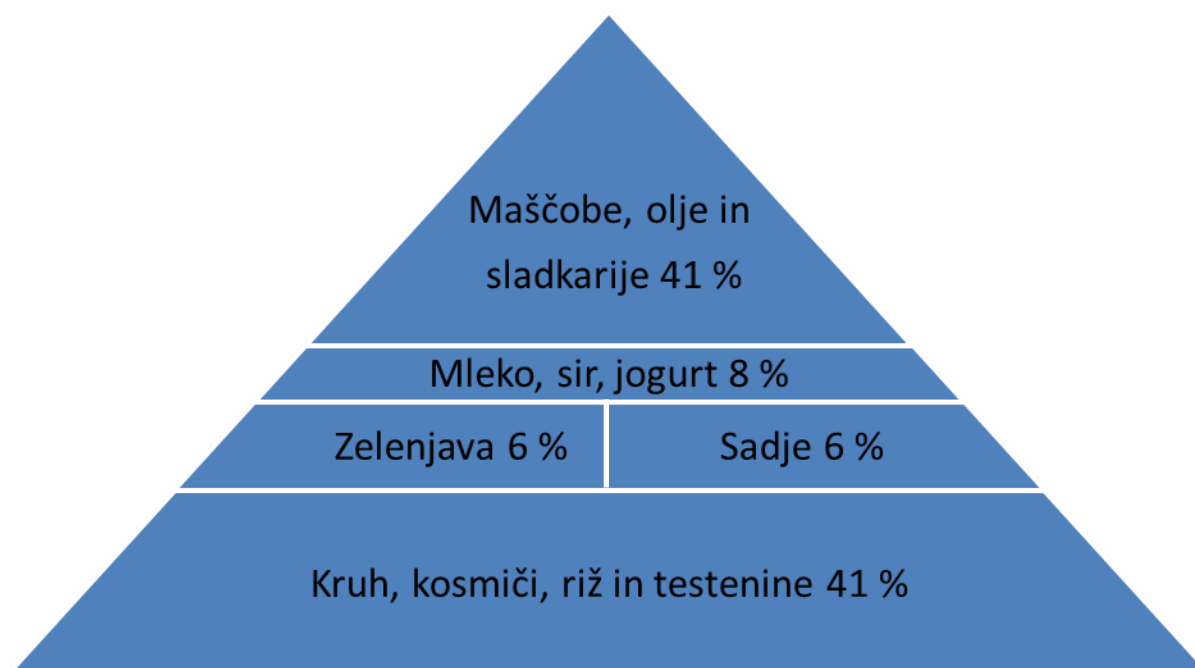 Maščobe, olje in
sladkarije 41 %
Mleko, sir, jogurt 8 %
Zelenjava 6 %
Sadje 6 %
Kruh, kosmiči, riž in testenine 41 %